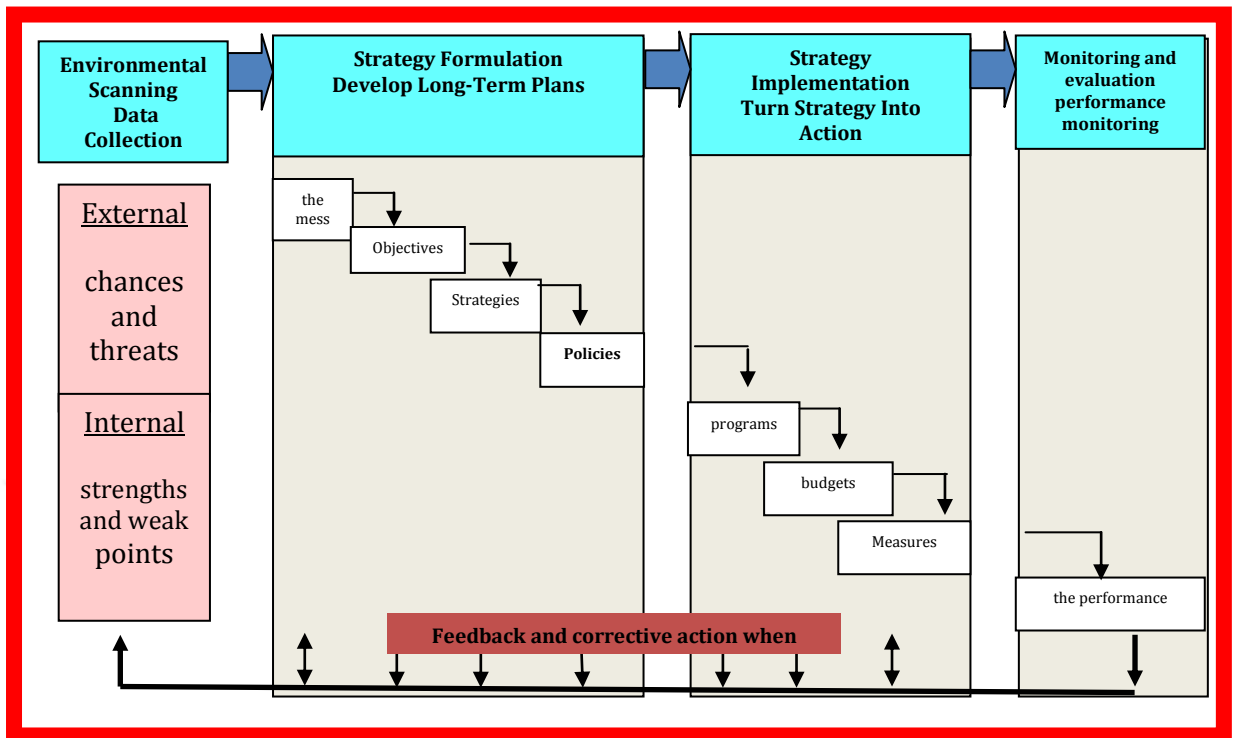 Environmental
Scanning
Data
Collection
Strategy Formulation
Develop Long-Term Plans
Strategy
Implementation
Turn Strategy Into
Action
Monitoring and
evaluation
performance
monitoring
External
chances
and
threats
Internal
strengths
and weak
points
the
mess
Objectives
Strategies
Policies
programs
budgets
Measures
the performance
Feedback and corrective action when